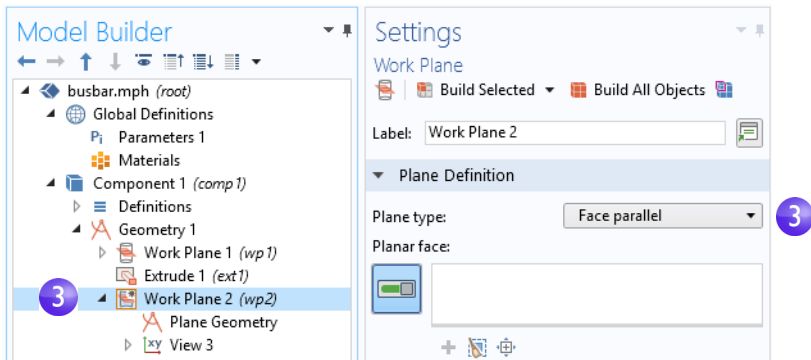 Model Builder
busbar.mph (root)
Global Definitions
Pi Parameters 1
Materials
Component 1 (comp1)
Definitions
Geometry 1
Work Plane 1 (wp1)
Extrude 1 (ext1)
3 Work Plane 2 (wp2)
Plane Geometry
xy View 3
Settings
Work Plane
Build Selected Build All Objects
Label: Work Plane 2
Plane Definition
Plane type: Face parallel 3
Planar face: